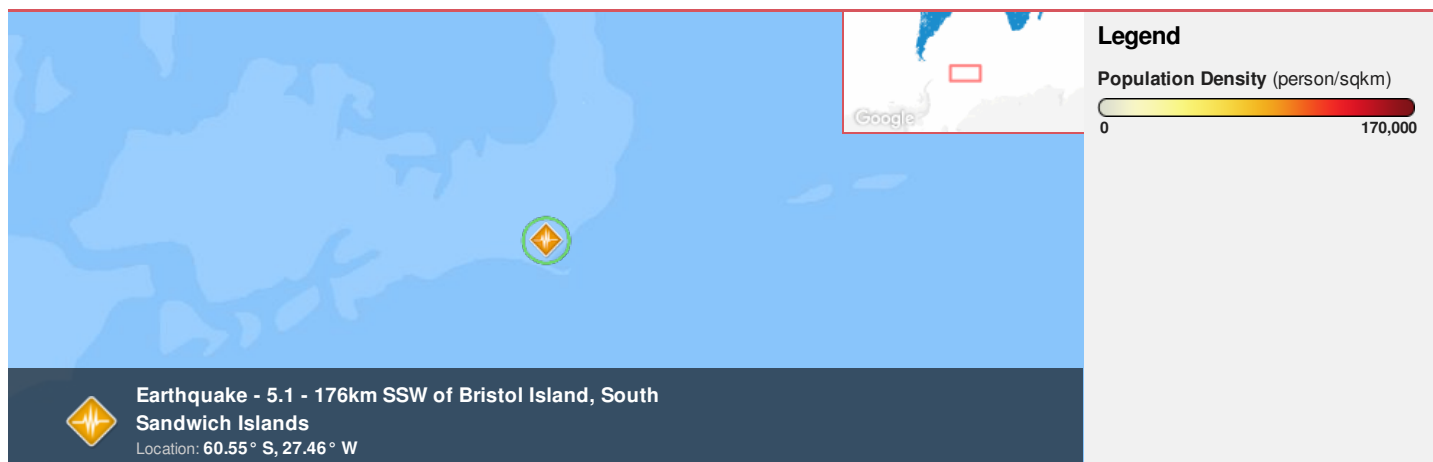 Google
Legend
Population Density (person/sqkm)
0 170,000
Earthquake - 5.1 - 176km SSW of Bristol Island, South
Sandwich Islands
Location: 60.55° S, 27.46° W